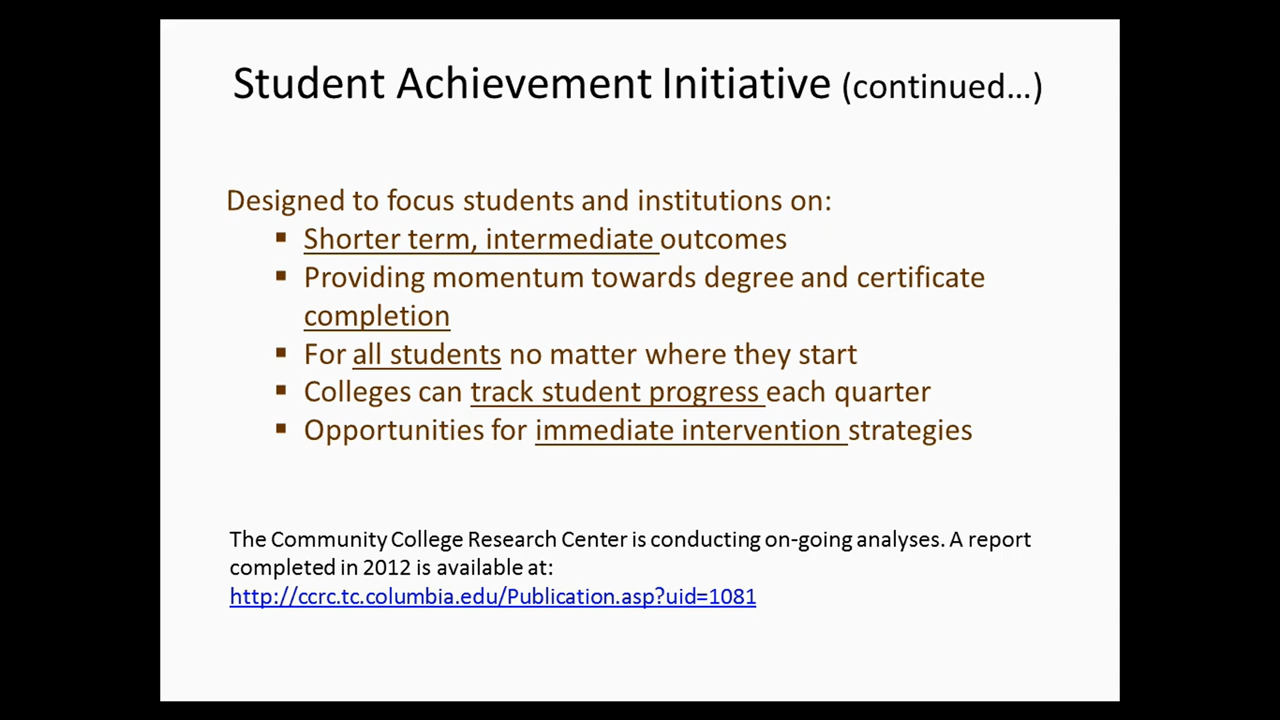 Student Achievement Initiative (continued…)
Designed to focus students and institutions on:
▪ Shorter term, intermediate outcomes
▪ Providing momentum towards degree and certificate
completion
▪ For all students no matter where they start
▪ Colleges can track student progress each quarter
▪ Opportunities for immediate intervention strategies
The Community College Research Center is conducting on-going analyses. A report
completed in 2012 is available at:
http://ccrc.tc.columbia.edu/Publication.asp?uid=1081